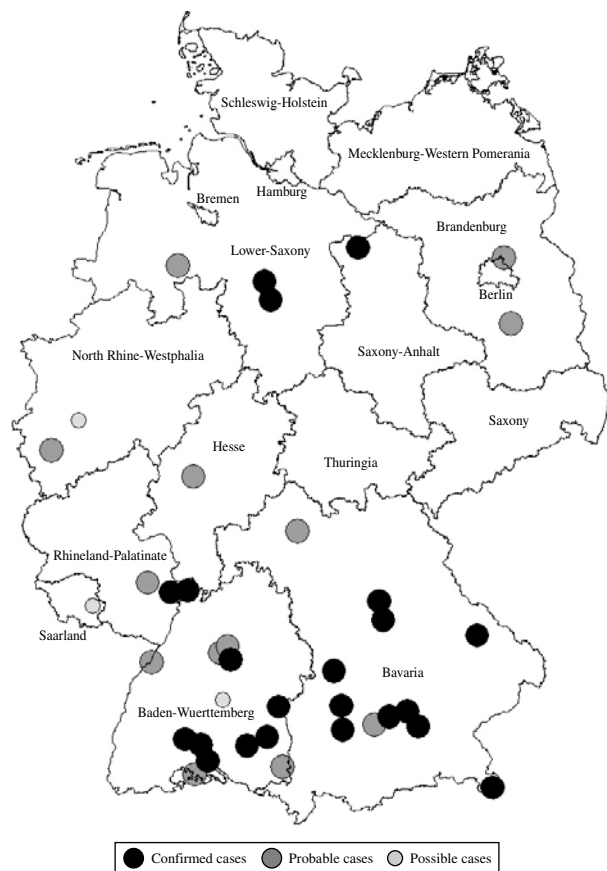 Schleswig-Holstein
Mecklenburg-Western Pomerania
Hamburg
Bremen
Brandenburg
Lower-Saxony
Berlin
North Rhine-Westphalia
Saxony-Anhalt
Saxony
Hesse
Thuringia
Rhineland-Palatinate
Saarland
Bavaria
Baden-Wuerttemberg
Confirmed cases Probable cases Possible cases